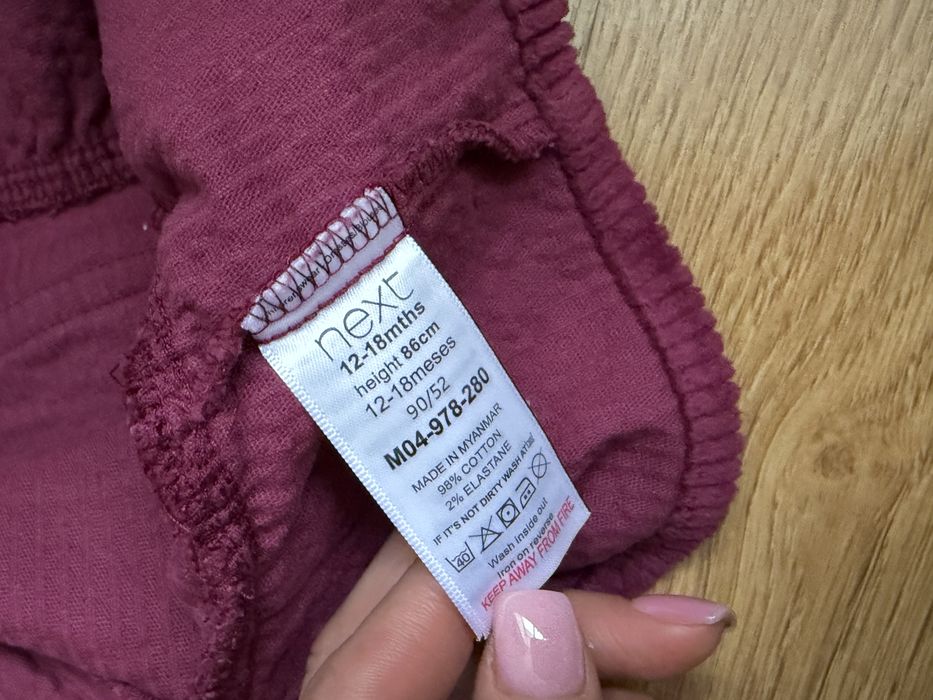 next
12-18mths
height 86cm
12-18meses
90/52
M04-978-280
MADE IN MYANMAR
98% COTTON
2% ELASTANE
IF IT'S NOT DIRTY WASH AT
40
Wash inside out
Iron on reverse
KEEP AWAY FROM FIRE